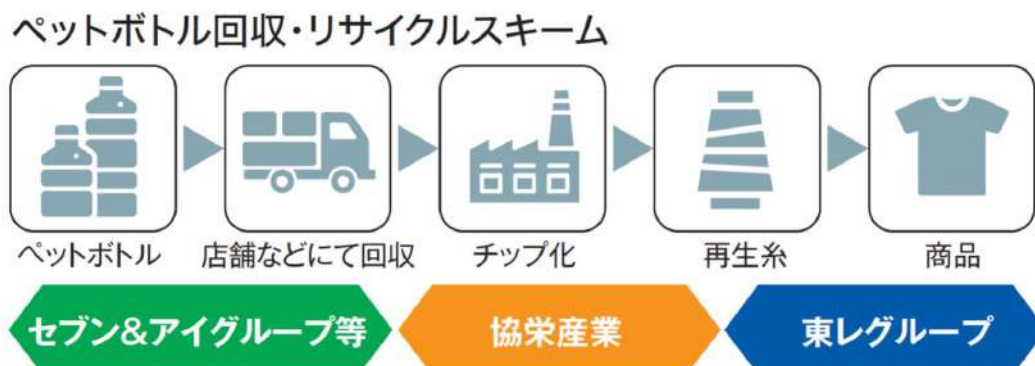 ペットボトル回収・リサイクルスキーム
ペットボトル
店舗などにて回収
チップ化
再生糸
商品
セブン&アイグループ等
協栄産業
東レグループ